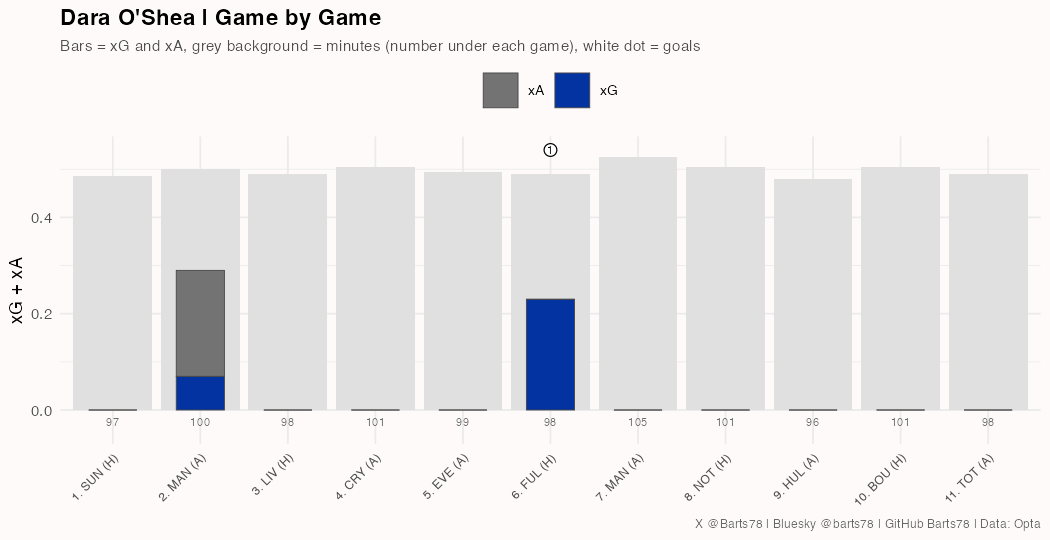 Dara O'Shea | Game by Game
Bars = xG and xA, grey background = minutes (number under each game), white dot = goals
xA xG
xG + xA
0.4
0.2
0.0
1
97 100 98 101 99 98 105 101 96 101 98
1. SUN (H)
2. MAN (A)
3. LIV (H)
4. CRY (A)
5. EVE (A)
6. FUL (H)
7. MAN (A)
8. NOT (H)
9. HUL (A)
10. BOU (H)
11. TOT (A)
X @Barts78 | Bluesky @barts78 | GitHub Barts78 | Data: Opta